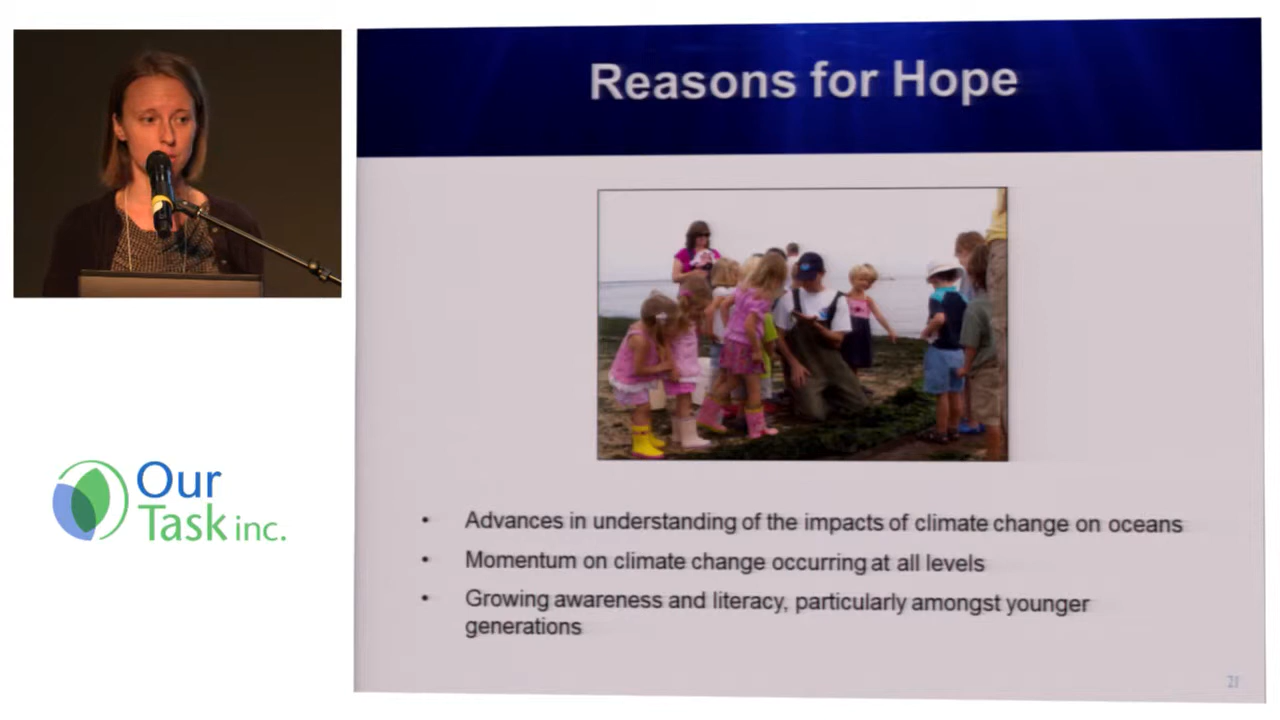 Reasons for Hope
Our
Task inc.
• Advances in understanding of the impacts of climate change on oceans
• Momentum on climate change occurring at all levels
• Growing awareness and literacy, particularly amongst younger
generations
21